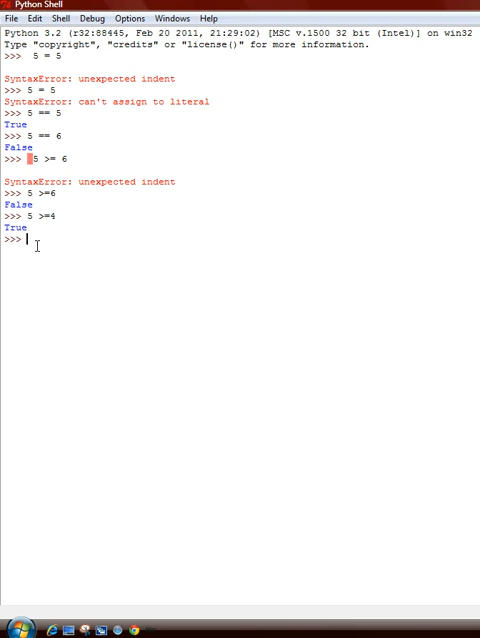 Python Shell
File Edit Shell Debug Options Windows Help
Python 3.2 (r32:88445, Feb 20 2011, 21:29:02) [MSC v.1500 32 bit (Intel)] on win32
Type "copyright", "credits" or "license()" for more information.
>>>  5 = 5
SyntaxError: unexpected indent
>>> 5 = 5
SyntaxError: can't assign to literal
>>> 5 == 5
True
>>> 5 == 6
False
>>>  5 >= 6
SyntaxError: unexpected indent
>>> 5 >=6
False
>>> 5 >=4
True
>>>